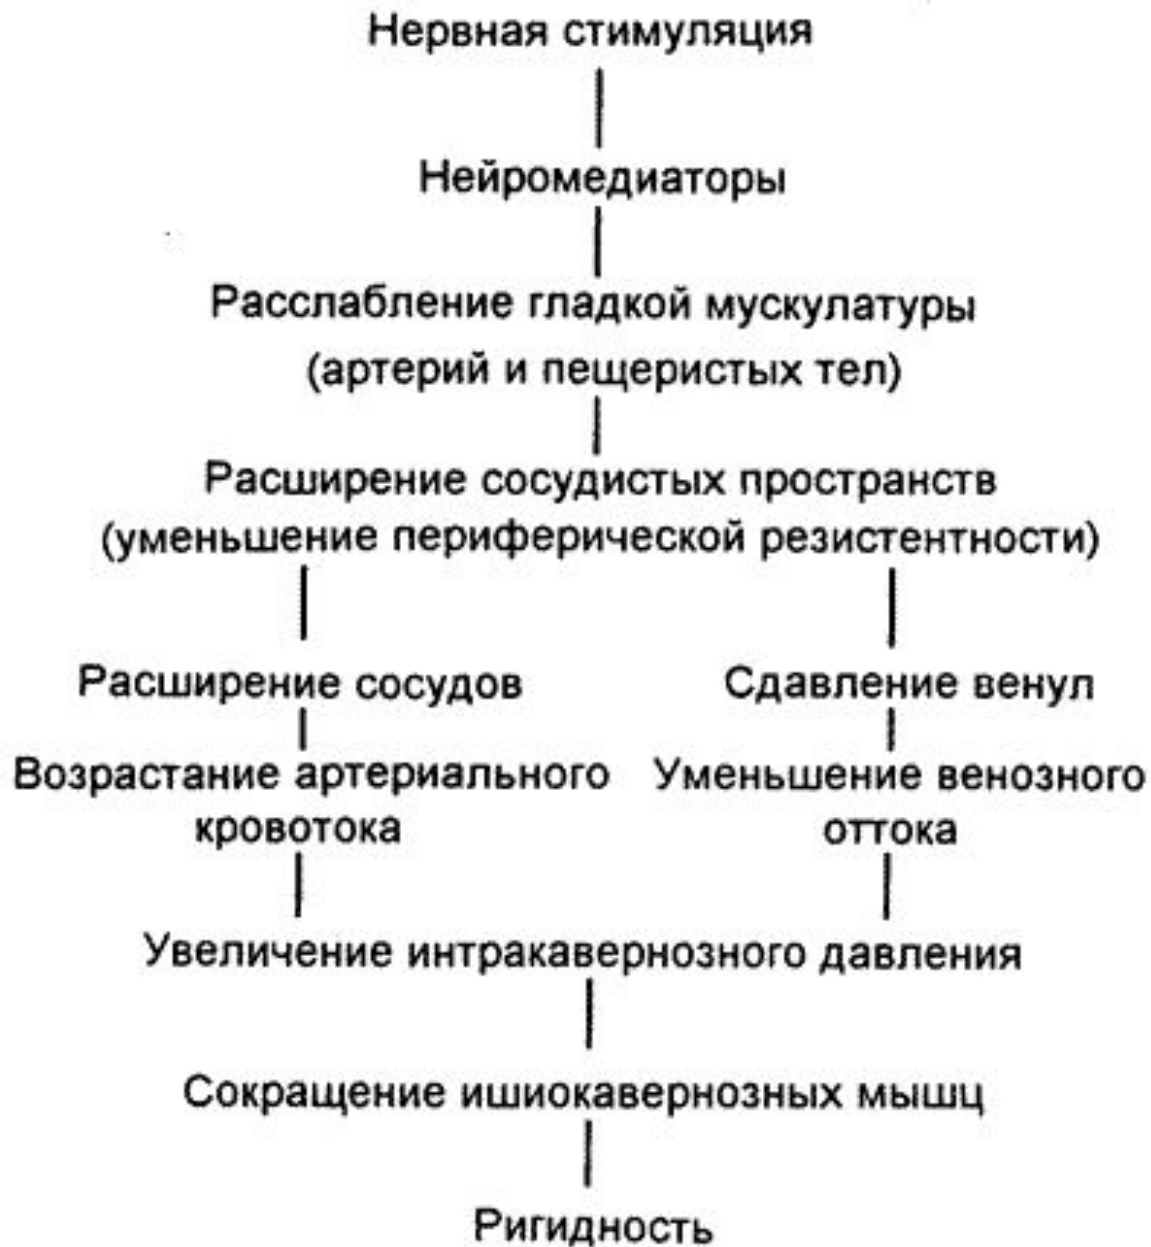 Нервная стимуляция
Нейромедиаторы
Расслабление гладкой мускулатуры
(артерий и пещеристых тел)
Расширение сосудистых пространств
(уменьшение периферической резистентности)
Расширение сосудов
Сдавление венул
Возрастание артериального
кровотока
Уменьшение венозного
оттока
Увеличение интракавернозного давления
Сокращение ишиокавернозных мышц
Ригидность